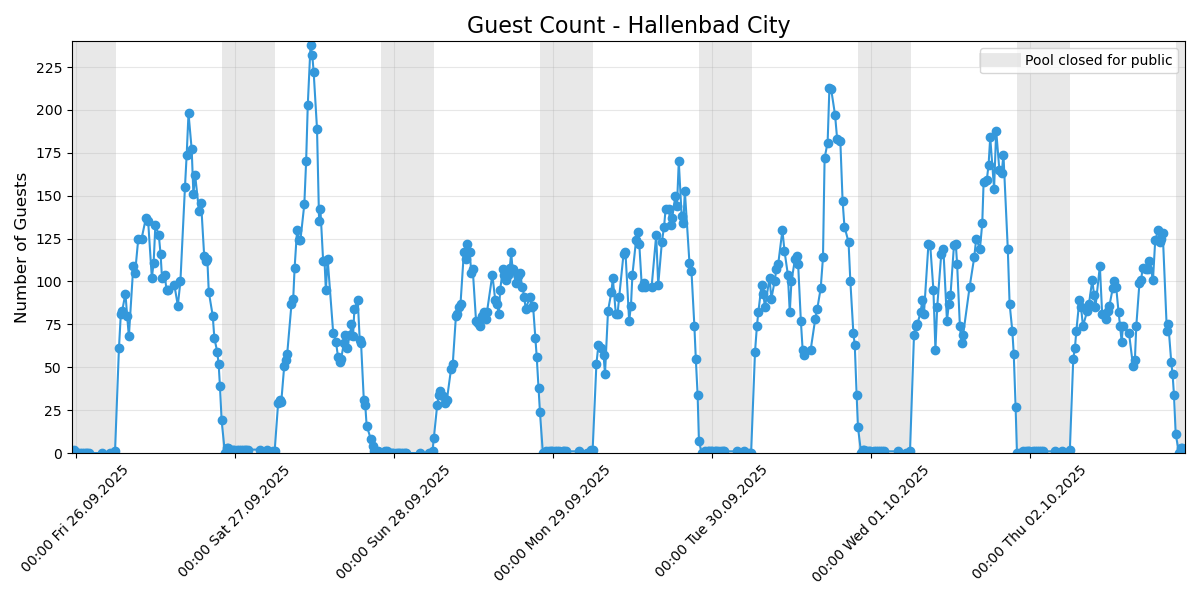 Guest Count - Hallenbad City
Pool closed for public
Number of Guests
225
200
175
150
125
100
75
50
25
0
00:00 Fri 26.09.2025
00:00 Sat 27.09.2025
00:00 Sun 28.09.2025
00:00 Mon 29.09.2025
00:00 Tue 30.09.2025
00:00 Wed 01.10.2025
00:00 Thu 02.10.2025